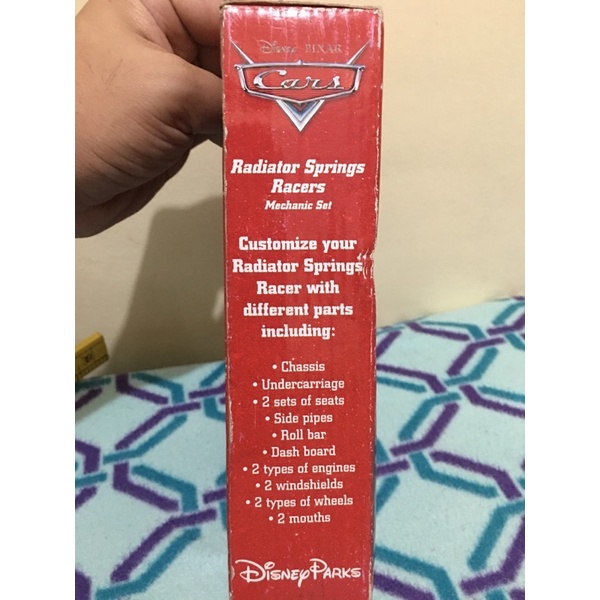 Disney PIXAR
Cars
Radiator Springs
Racers
Mechanic Set
Customize your
Radiator Springs
Racer with
different parts
including:
• Chassis
• Undercarriage
• 2 sets of seats
• Side pipes
• Roll bar
• Dash board
• 2 types of engines
• 2 windshields
• 2 types of wheels
• 2 mouths
Disney Parks